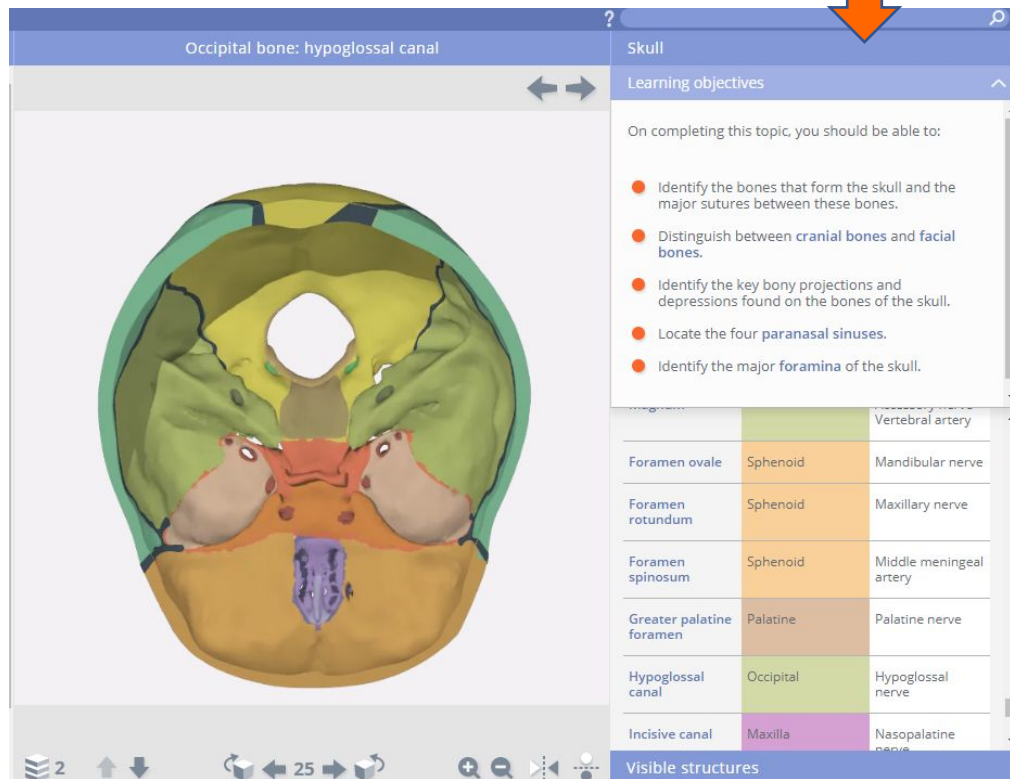 ?
Occipital bone: hypoglossal canal
Skull
Learning objectives
On completing this topic, you should be able to:
Identify the bones that form the skull and the
major sutures between these bones.
Distinguish between cranial bones and facial
bones.
Identify the key bony projections and
depressions found on the bones of the skull.
Locate the four paranasal sinuses.
Identify the major foramina of the skull.
Vertebral artery
Foramen ovale Sphenoid Mandibular nerve
Foramen
rotundum
Sphenoid
Maxillary nerve
Foramen
spinosum
Sphenoid
Middle meningeal
artery
Greater palatine
foramen
Palatine
Palatine nerve
Hypoglossal
canal
Occipital
Hypoglossal
nerve
Incisive canal
Maxilla
Nasopalatine
nerve
2
25
Visible structures